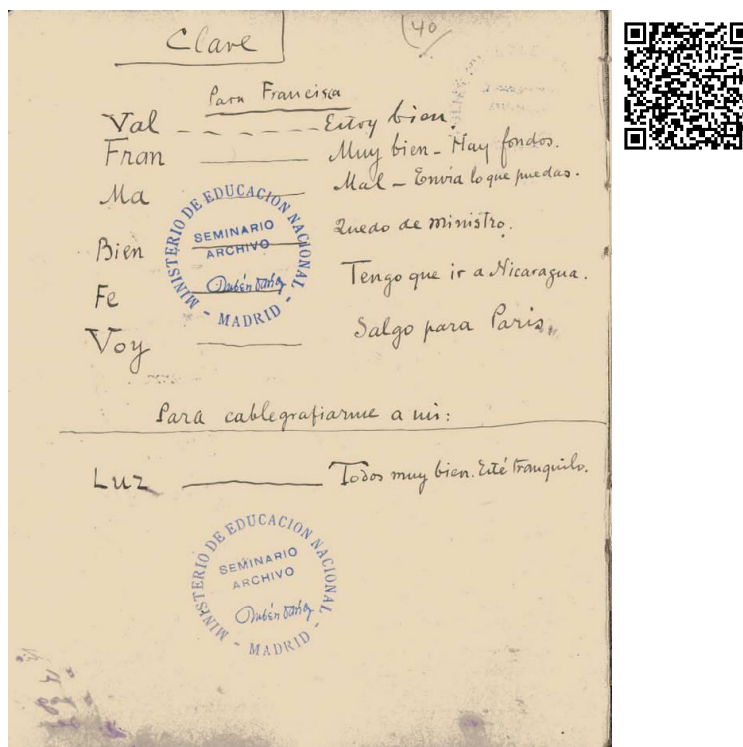 Clave
40
Para Francisca
Val - - - - - Estoy bien.
Fran ——— Muy bien - Hay fondos.
Ma ——— Mal - Envía lo que puedas.
Bien ——— Quedo de ministro.
Fe ——— Tengo que ir a Nicaragua.
Voy ——— Salgo para Paris.
MINISTERIO DE EDUCACION NACIONAL
SEMINARIO
ARCHIVO
Rubén Darío
- MADRID -
Para cablegrafiarme a mi:
Luz ——— Todos muy bien. Esté tranquilo.
MINISTERIO DE EDUCACION NACIONAL
SEMINARIO
ARCHIVO
Rubén Darío
- MADRID -